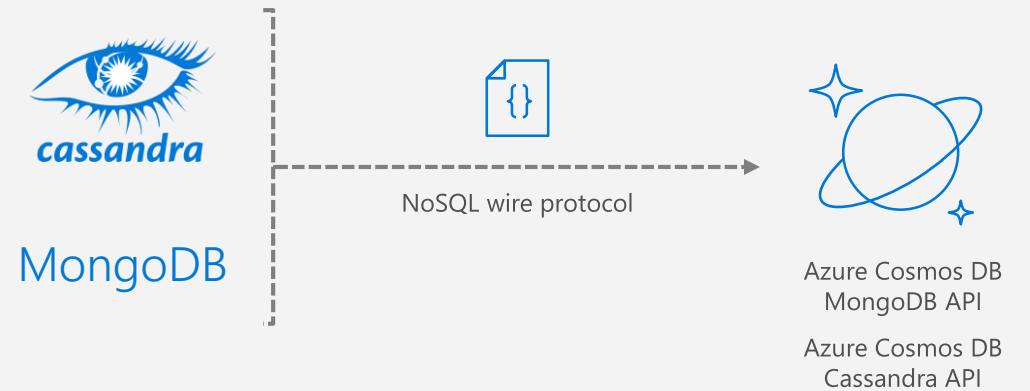 cassandra
MongoDB
{}
NoSQL wire protocol
Azure Cosmos DB
MongoDB API
Azure Cosmos DB
Cassandra API